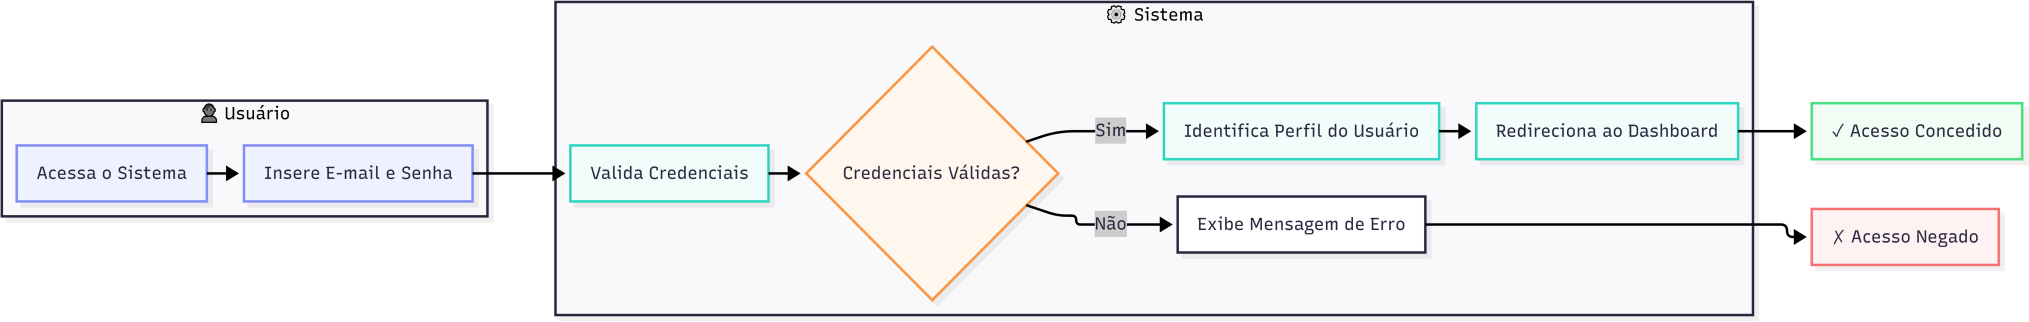 Usuário
Acessa o Sistema
Insere E-mail e Senha
Sistema
Valida Credenciais
Credenciais Válidas?
Sim
Identifica Perfil do Usuário
Redireciona ao Dashboard
✓ Acesso Concedido
Não
Exibe Mensagem de Erro
✗ Acesso Negado